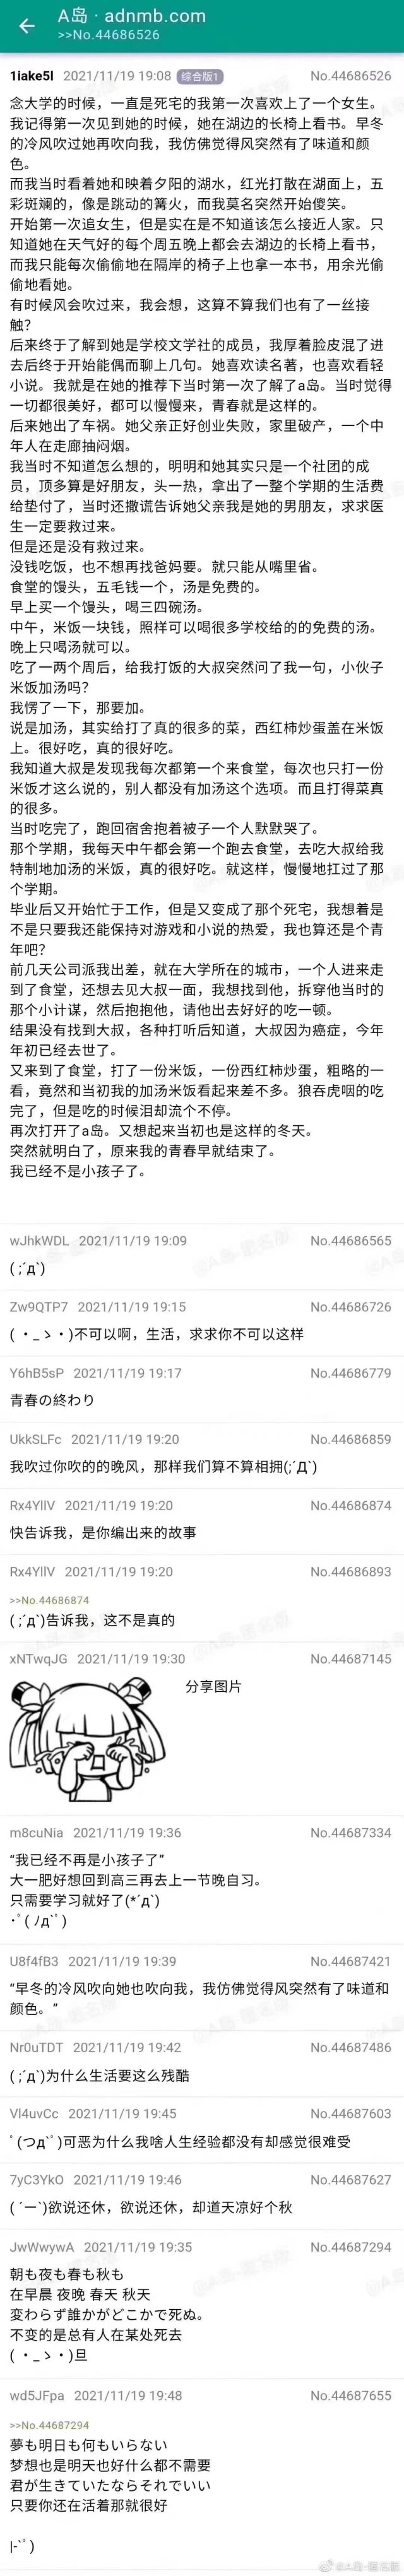 A岛 · adnmb.com
>>No.44686526
1iake5l 2021/11/19 19:08 综合版1 No.44686526
念大学的时候，一直是死宅的我第一次喜欢上了一个女生。
我记得第一次见到她的时候，她在湖边的长椅上看书。早冬
的冷风吹过她再吹向我，我仿佛觉得风突然有了味道和颜
色。
而我当时看着她和映着夕阳的湖水，红光打散在湖面上，五
彩斑斓的，像是跳动的篝火，而我莫名突然开始傻笑。
开始第一次追女生，但是实在是不知道该怎么接近人家。只
知道她在天气好的每个周五晚上都会去湖边的长椅上看书，
而我只能每次偷偷地在隔岸的椅子上也拿一本书，用余光偷
偷地看她。
有时候风会吹过来，我会想，这算不算我们也有了一丝接
触？
后来终于了解到她是学校文学社的成员，我厚着脸皮混了进
去后终于开始能偶而聊上几句。她喜欢读名著，也喜欢看轻
小说。我就是在她的推荐下当时第一次了解了a岛。当时觉得
一切都很美好，都可以慢慢来，青春就是这样的。
后来她出了车祸。她父亲正好创业失败，家里破产，一个中
年人在走廊抽闷烟。
我当时不知道怎么想的，明明和她其实只是一个社团的成
员，顶多算是好朋友，头一热，拿出了一整个学期的生活费
给垫付了，当时还撒谎告诉她父亲我是她的男朋友，求求医
生一定要救过来。
但是还是没有救过来。
没钱吃饭，也不想再找爸妈要。就只能从嘴里省。
食堂的馒头，五毛钱一个，汤是免费的。
早上买一个馒头，喝三四碗汤。
中午，米饭一块钱，照样可以喝很多学校给的的免费的汤。
晚上只喝汤就可以。
吃了一两个周后，给我打饭的大叔突然问了我一句，小伙子
米饭加汤吗？
我愣了一下，那要加。
说是加汤，其实给打了真的很多的菜，西红柿炒蛋盖在米饭
上。很好吃，真的很好吃。
我知道大叔是发现我每次都第一个来食堂，每次也只打一份
米饭才这么说的，别人都没有加汤这个选项。而且打得菜真
的很多。
当时吃完了，跑回宿舍抱着被子一个人默默哭了。
那个学期，我每天中午都会第一个跑去食堂，去吃大叔给我
特制地加汤的米饭，真的很好吃。就这样，慢慢地扛过了那
个学期。
毕业后又开始忙于工作，但是又变成了那个死宅，我想着是
不是只要我还能保持对游戏和小说的热爱，我也算还是个青
年吧？
前几天公司派我出差，就在大学所在的城市，一个人进来走
到了食堂，还想去见大叔一面，我想找到他，拆穿他当时的
那个小计谋，然后抱抱他，请他出去好好的吃一顿。
结果没有找到大叔，各种打听后知道，大叔因为癌症，今年
年初已经去世了。
又来到了食堂，打了一份米饭，一份西红柿炒蛋，粗略的一
看，竟然和当初我的加汤米饭看起来差不多。狼吞虎咽的吃
完了，但是吃的时候泪却流个不停。
再次打开了a岛。又想起来当初也是这样的冬天。
突然就明白了，原来我的青春早就结束了。
我已经不是小孩子了。
wJhkWDL 2021/11/19 19:09 No.44686565
( ;´д`)
Zw9QTP7 2021/11/19 19:15 No.44686726
( ・_ゝ・)不可以啊，生活，求求你不可以这样
Y6hB5sP 2021/11/19 19:17 No.44686779
青春の終わり
UkkSLFc 2021/11/19 19:20 No.44686859
我吹过你吹的的晚风，那样我们算不算相拥(;´Д`)
Rx4YllV 2021/11/19 19:20 No.44686874
快告诉我，是你编出来的故事
Rx4YllV 2021/11/19 19:20 No.44686893
>>No.44686874
( ;´д`)告诉我，这不是真的
xNTwqJG 2021/11/19 19:30 No.44687145
分享图片
m8cuNia 2021/11/19 19:36 No.44687334
“我已经不再是小孩子了”
大一肥好想回到高三再去上一节晚自习。
只需要学习就好了(*´д`)
･ﾟ( ﾉд`ﾟ)
U8f4fB3 2021/11/19 19:39 No.44687421
“早冬的冷风吹向她也吹向我，我仿佛觉得风突然有了味道和
颜色。”
Nr0uTDT 2021/11/19 19:42 No.44687486
( ;´д`)为什么生活要这么残酷
Vl4uvCc 2021/11/19 19:45 No.44687603
ﾟ(つд`ﾟ)可恶为什么我啥人生经验都没有却感觉很难受
7yC3YkO 2021/11/19 19:46 No.44687627
( ´ー`)欲说还休，欲说还休，却道天凉好个秋
JwWwywA 2021/11/19 19:35 No.44687294
朝も夜も春も秋も
在早晨 夜晚 春天 秋天
変わらず誰かがどこかで死ぬ。
不变的是总有人在某处死去
( ・_ゝ・)旦
wd5JFpa 2021/11/19 19:48 No.44687655
>>No.44687294
夢も明日も何もいらない
梦想也是明天也好什么都不需要
君が生きていたならそれでいい
只要你还在活着那就很好
|-`ﾟ)
@A岛-匿名版